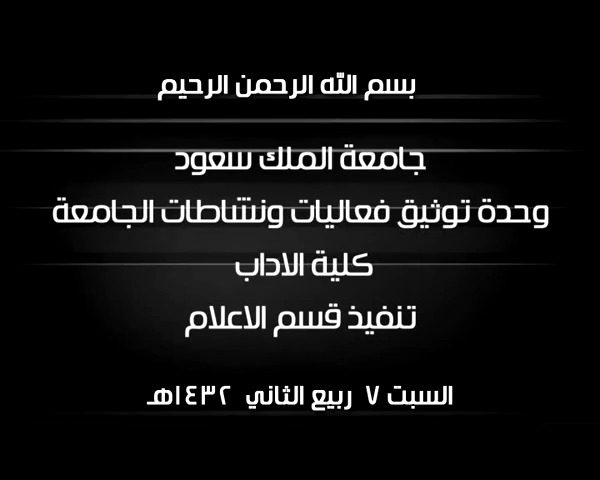 بسم الله الرحمن الرحيم
جامعة الملك سعود
وحدة توثيق فعاليات ونشاطات الجامعة
كلية الاداب
تنفيذ قسم الاعلام
السبت ٧ ربيع الثاني ١٤٣٢هـ